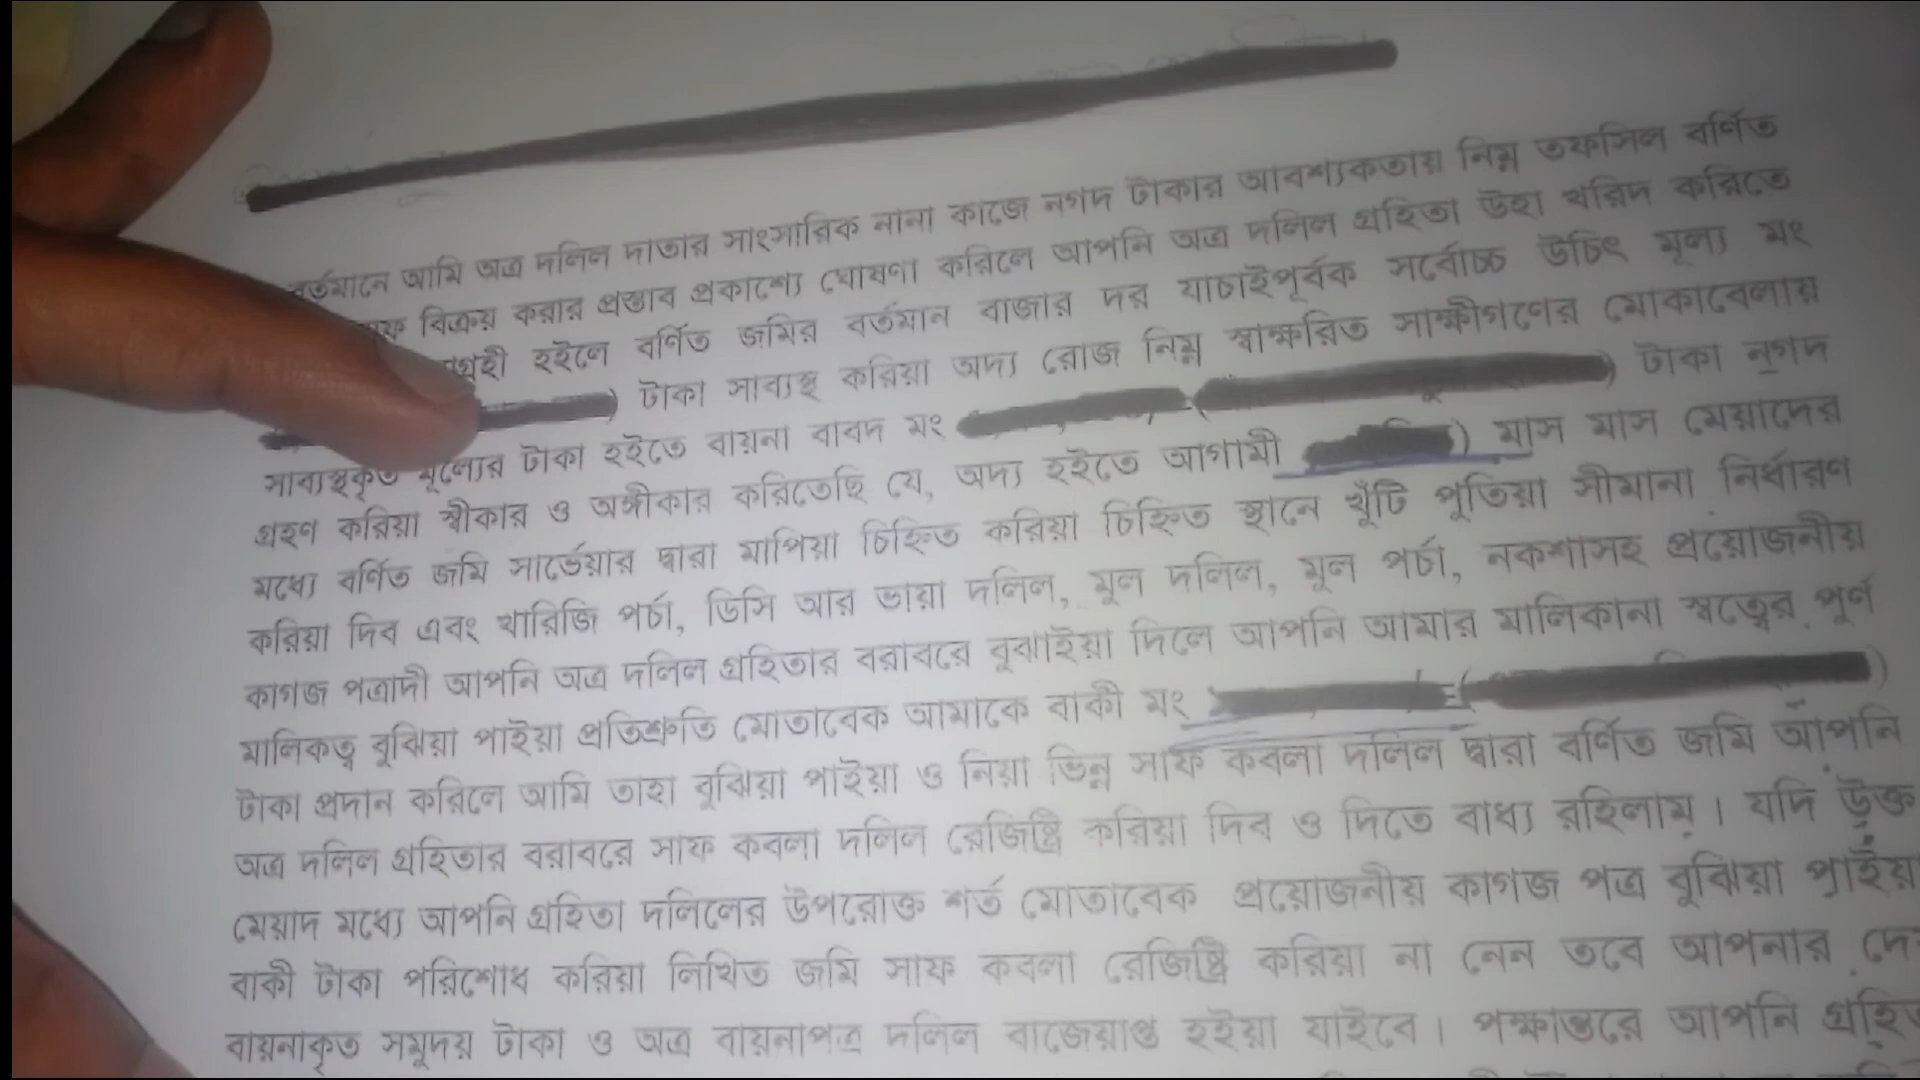 বর্তমানে আমি অত্র দলিল দাতার সাংসারিক নানা কাজে নগদ টাকার আবশ্যকতায় নিম্ন তফসিল বর্ণিত
বিক্রয় করার প্রস্তাব প্রকাশ্যে ঘোষণা করিলে আপনি অত্র দলিল গ্রহিতা উহা খরিদ করিতে
হইলে বর্ণিত জমির বর্তমান বাজার দর যাচাইপূর্বক সর্বোচ্চ উচিৎ মূল্য মং
) টাকা সাব্যস্থ করিয়া অদ্য রোজ নিম্ন স্বাক্ষরিত সাক্ষীগণের মোকাবেলায়
সাব্যস্থকৃত মূল্যের টাকা হইতে বায়না বাবদ মং ( ) টাকা নগদ
গ্রহণ করিয়া স্বীকার ও অঙ্গীকার করিতেছি যে, অদ্য হইতে আগামী ) মাস মাস মেয়াদের
মধ্যে বর্ণিত জমি সার্ভেয়ার দ্বারা মাপিয়া চিহ্নিত করিয়া চিহ্নিত স্থানে খুঁটি পুতিয়া সীমানা নির্ধারণ
করিয়া দিব এবং খারিজি পর্চা, ডিসি আর ভায়া দলিল, মূল দলিল, মূল পর্চা, নকশাসহ প্রয়োজনীয়
কাগজ পত্রাদী আপনি অত্র দলিল গ্রহিতার বরাবরে বুঝাইয়া দিলে আপনি আমার মালিকানা স্বত্বের পূর্ণ
মালিকত্ব বুঝিয়া পাইয়া প্রতিশ্রুতি মোতাবেক আমাকে বাকী মং ( )
টাকা প্রদান করিলে আমি তাহা বুঝিয়া পাইয়া ও নিয়া ভিন্ন সাফ কবলা দলিল দ্বারা বর্ণিত জমি আপনি
অত্র দলিল গ্রহিতার বরাবরে সাফ কবলা দলিল রেজিষ্ট্রি করিয়া দিব ও দিতে বাধ্য রহিলাম। যদি উক্ত
মেয়াদ মধ্যে আপনি গ্রহিতা দলিলের উপরোক্ত শর্ত মোতাবেক প্রয়োজনীয় কাগজ পত্র বুঝিয়া পাইয়া
বাকী টাকা পরিশোধ করিয়া লিখিত জমি সাফ কবলা রেজিষ্ট্রি করিয়া না নেন তবে আপনার
বায়নাকৃত সমুদয় টাকা ও অত্র বায়নাপত্র দলিল বাজেয়াপ্ত হইয়া যাইবে। পক্ষান্তরে আপনি